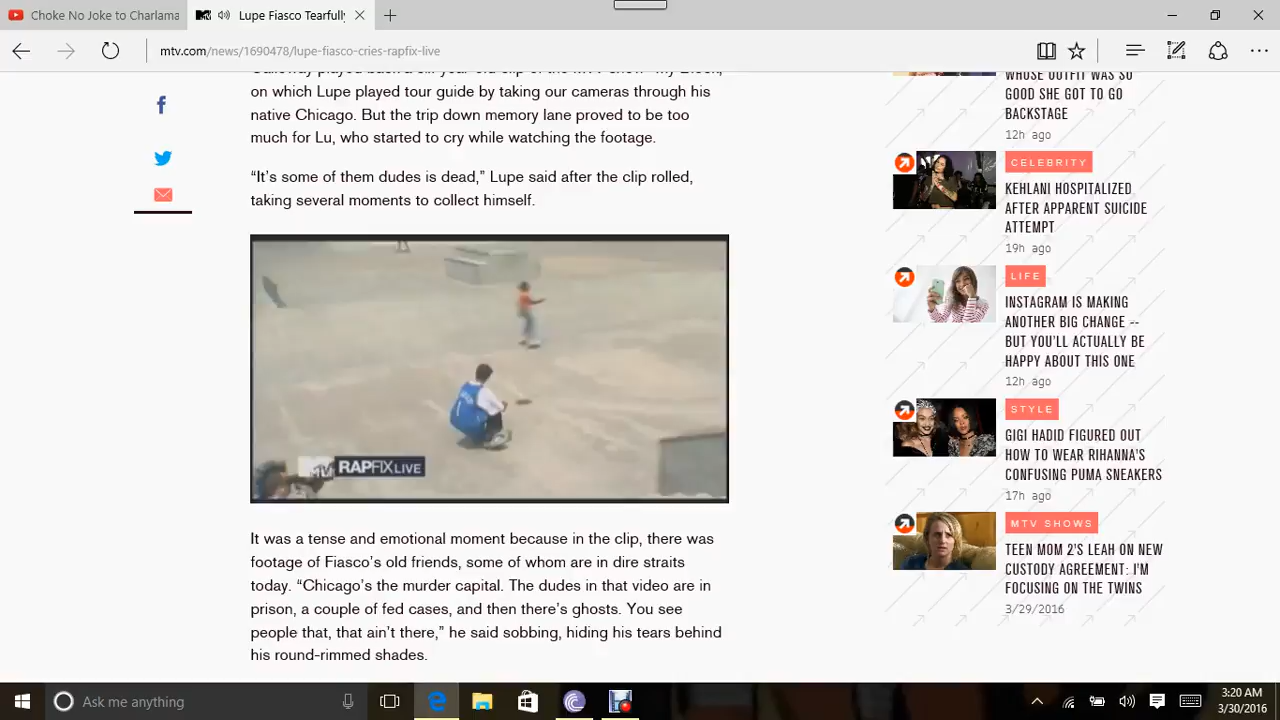 Choke No Joke to Charlama
Lupe Fiasco Tearfully
mtv.com/news/1690478/lupe-fiasco-cries-rapfix-live
on which Lupe played tour guide by taking our cameras through his
native Chicago. But the trip down memory lane proved to be too
much for Lu, who started to cry while watching the footage.
“It’s some of them dudes is dead,” Lupe said after the clip rolled,
taking several moments to collect himself.
MTV RAPFIXLIVE
It was a tense and emotional moment because in the clip, there was
footage of Fiasco’s old friends, some of whom are in dire straits
today. “Chicago’s the murder capital. The dudes in that video are in
prison, a couple of fed cases, and then there’s ghosts. You see
people that, that ain’t there,” he said sobbing, hiding his tears behind
his round-rimmed shades.
WHOSE OUTFIT WAS SO
GOOD SHE GOT TO GO
BACKSTAGE
12h ago
CELEBRITY
KEHLANI HOSPITALIZED
AFTER APPARENT SUICIDE
ATTEMPT
19h ago
LIFE
INSTAGRAM IS MAKING
ANOTHER BIG CHANGE --
BUT YOU'LL ACTUALLY BE
HAPPY ABOUT THIS ONE
12h ago
STYLE
GIGI HADID FIGURED OUT
HOW TO WEAR RIHANNA'S
CONFUSING PUMA SNEAKERS
17h ago
MTV SHOWS
TEEN MOM 2'S LEAH ON NEW
CUSTODY AGREEMENT: I'M
FOCUSING ON THE TWINS
3/29/2016
Ask me anything
3:20 AM
3/30/2016